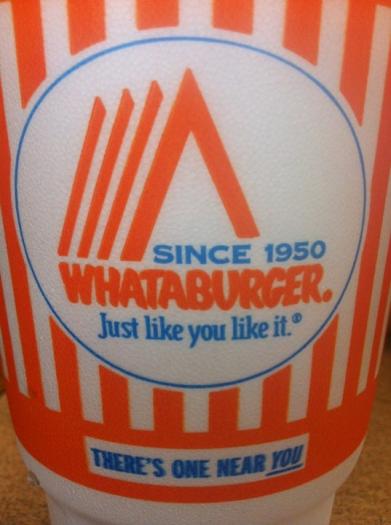 SINCE 1950
WHATABURGER.
Just like you like it.®
THERE'S ONE NEAR YOU